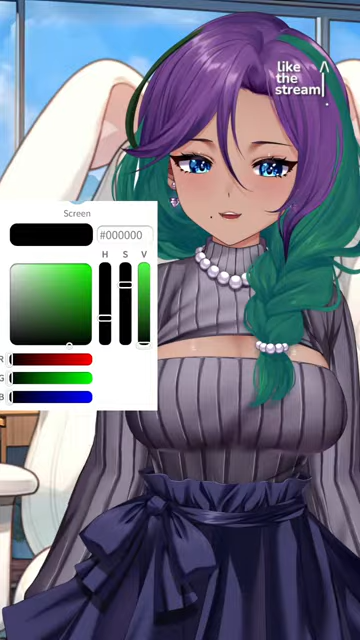 like
the
stream
Screen
#000000
H S V
R
G
B